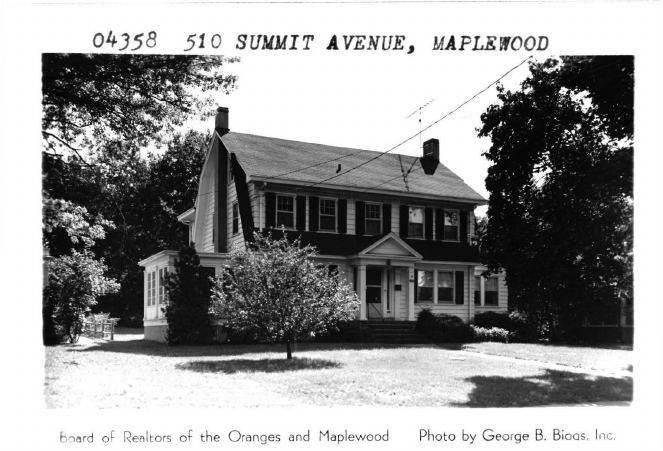 04358 510 SUMMIT AVENUE, MAPLEWOOD
Board of Realtors of the Oranges and Maplewood Photo by George B. Biggs, Inc.